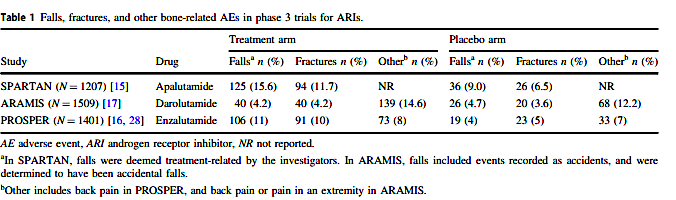 Table 1 Falls, fractures, and other bone-related AEs in phase 3 trials for ARIs.
Treatment arm Placebo arm
Study Drug Fallsa n (%) Fractures n (%) Otherb n (%) Fallsa n (%) Fractures n (%) Otherb n (%)
SPARTAN (N = 1207) [15] Apalutamide 125 (15.6) 94 (11.7) NR 36 (9.0) 26 (6.5) NR
ARAMIS (N = 1509) [17] Darolutamide 40 (4.2) 40 (4.2) 139 (14.6) 26 (4.7) 20 (3.6) 68 (12.2)
PROSPER (N = 1401) [16, 28] Enzalutamide 106 (11) 91 (10) 73 (8) 19 (4) 23 (5) 33 (7)
AE adverse event, ARI androgen receptor inhibitor, NR not reported.
aIn SPARTAN, falls were deemed treatment-related by the investigators. In ARAMIS, falls included events recorded as accidents, and were
determined to have been accidental falls.
bOther includes back pain in PROSPER, and back pain or pain in an extremity in ARAMIS.